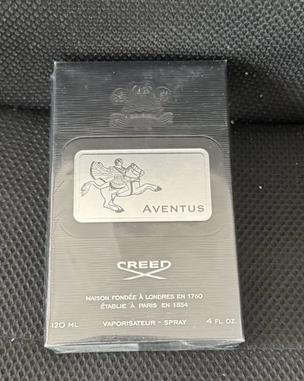 AVENTUS
CREED
MAISON FONDÉE À LONDRES EN 1760
ÉTABLIE À PARIS EN 1854
120 ML VAPORISATEUR - SPRAY 4 FL. OZ.